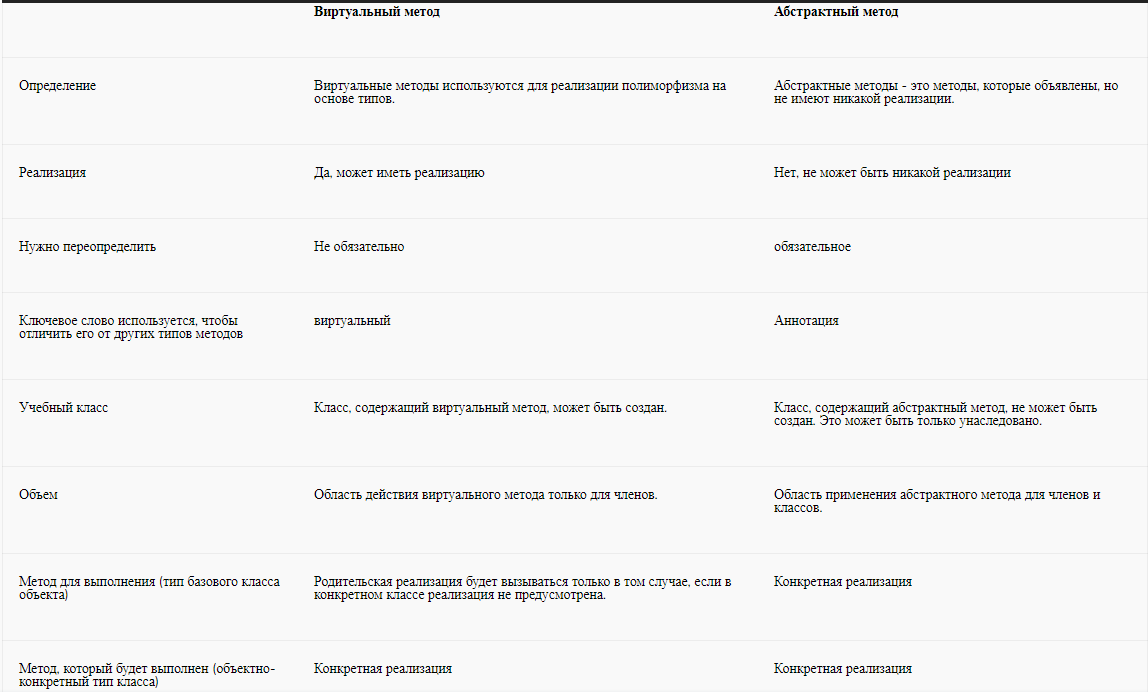 Виртуальный метод
Абстрактный метод
Определение
Виртуальные методы используются для реализации полиморфизма на
основе типов.
Абстрактные методы - это методы, которые объявлены, но
не имеют никакой реализации.
Реализация
Да, может иметь реализацию
Нет, не может быть никакой реализации
Нужно переопределить
Не обязательно
обязательное
Ключевое слово используется, чтобы
отличить его от других типов методов
виртуальный
Аннотация
Учебный класс
Класс, содержащий виртуальный метод, может быть создан.
Класс, содержащий абстрактный метод, не может быть
создан. Это может быть только унаследовано.
Объем
Область действия виртуального метода только для членов.
Область применения абстрактного метода для членов и
классов.
Метод для выполнения (тип базового класса
объекта)
Родительская реализация будет вызываться только в том случае, если в
конкретном классе реализация не предусмотрена.
Конкретная реализация
Метод, который будет выполнен (объектно-
конкретный тип класса)
Конкретная реализация
Конкретная реализация